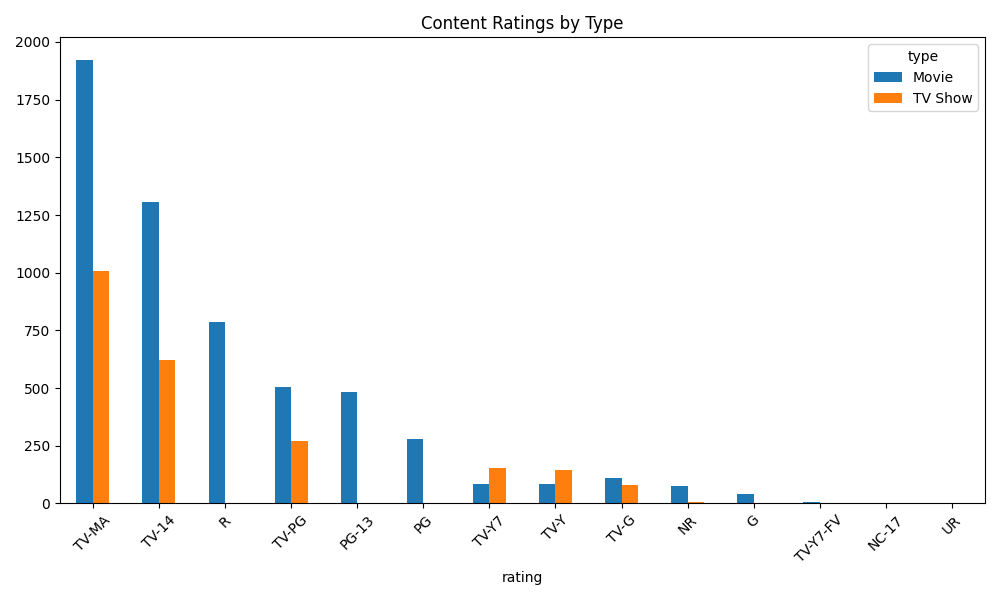 Content Ratings by Type
2000
1750
1500
1250
1000
750
500
250
0
type
Movie
TV Show
TV-MA
TV-14
R
TV-PG
PG-13
PG
TV-Y7
TV-Y
TV-G
NR
G
TV-Y7-FV
NC-17
UR
rating